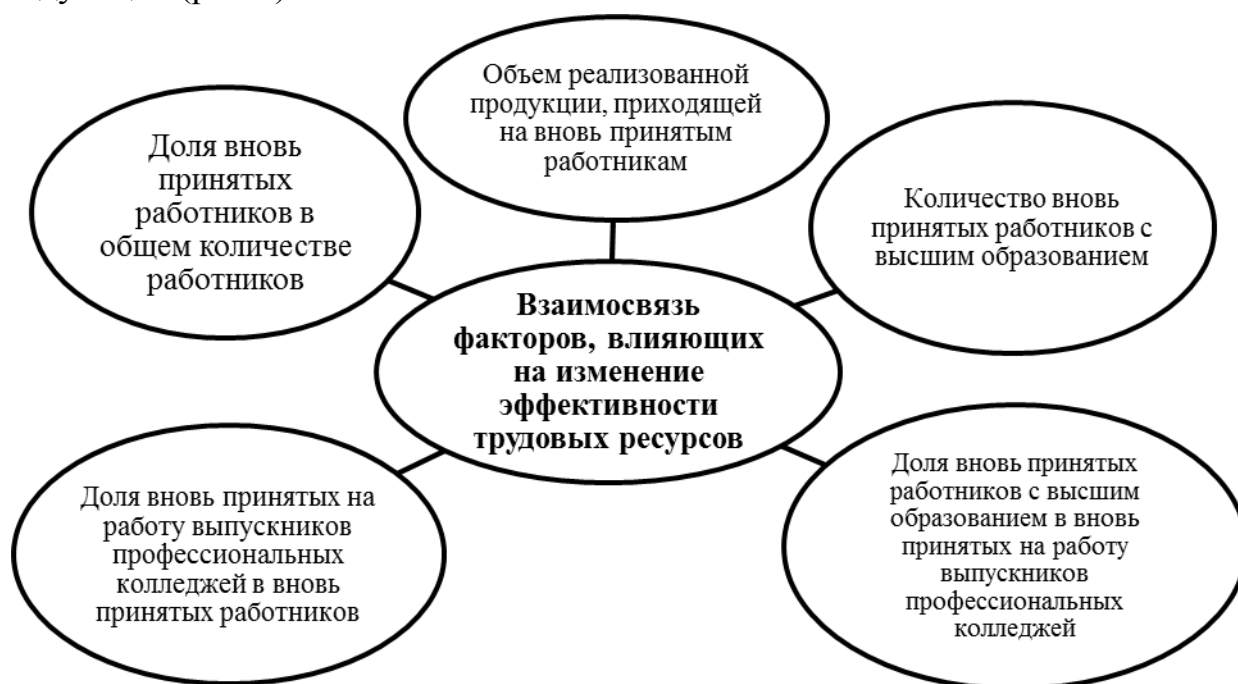 Объем реализованной
продукции, приходящей
на вновь принятым
работникам
Доля вновь
принятых
работников в
общем количестве
работников
Количество вновь
принятых работников с
высшим образованием
Взаимосвязь
факторов, влияющих
на изменение
эффективности
трудовых ресурсов
Доля вновь принятых на
работу выпускников
профессиональных
колледжей в вновь
принятых работников
Доля вновь принятых
работников с высшим
образованием в вновь
принятых на работу
выпускников
профессиональных
колледжей